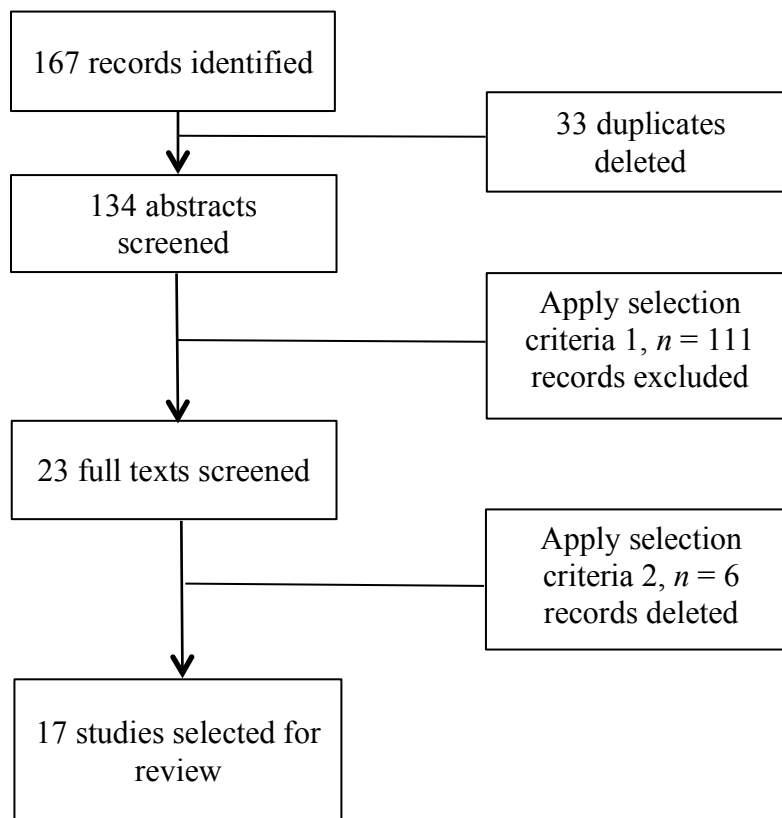 167 records identified
33 duplicates
deleted
134 abstracts
screened
Apply selection
criteria 1, n = 111
records excluded
23 full texts screened
Apply selection
criteria 2, n = 6
records deleted
17 studies selected for
review